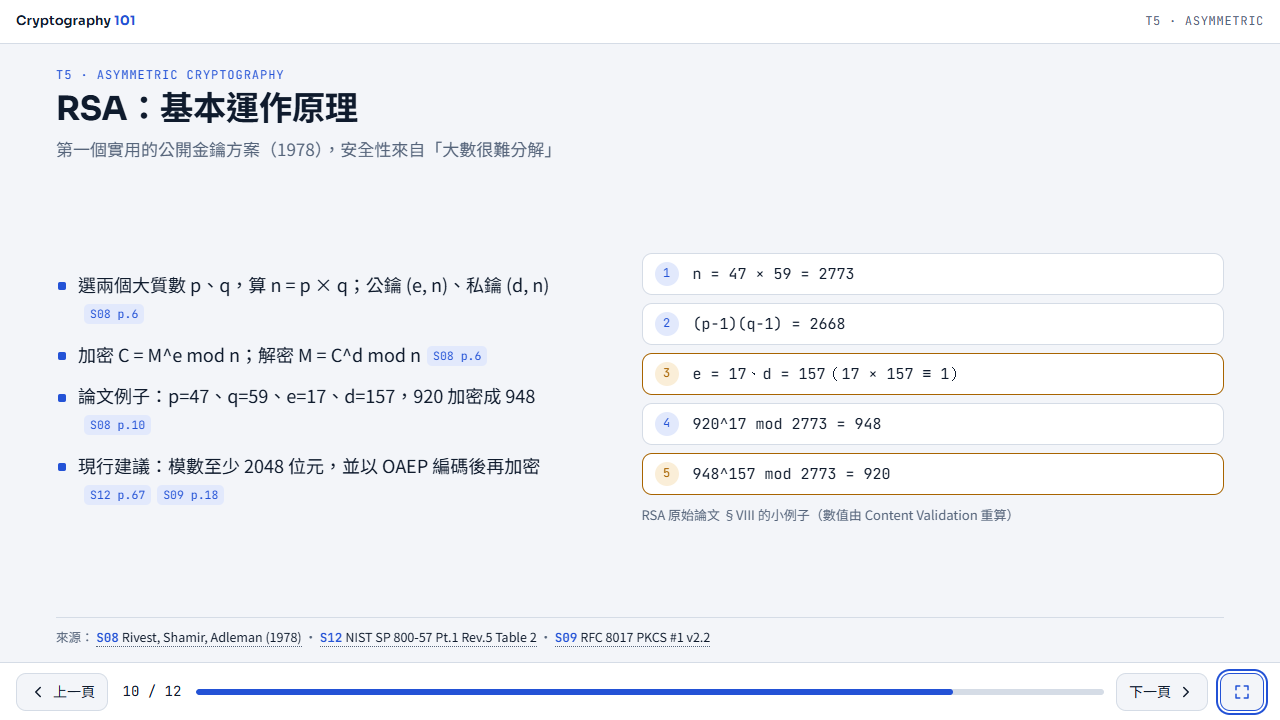 Cryptography 101
T5 · ASYMMETRIC
T5 · ASYMMETRIC CRYPTOGRAPHY
RSA：基本運作原理
第一個實用的公開金鑰方案（1978），安全性來自「大數很難分解」
選兩個大質數 p、q，算 n = p × q；公鑰 (e, n)、私鑰 (d, n)
S08 p.6
加密 C = M^e mod n；解密 M = C^d mod n S08 p.6
論文例子：p=47、q=59、e=17、d=157，920 加密成 948
S08 p.10
現行建議：模數至少 2048 位元，並以 OAEP 編碼後再加密
S12 p.67 S09 p.18
1 n = 47 × 59 = 2773
2 (p-1)(q-1) = 2668
3 e = 17、d = 157（17 × 157 ≡ 1）
4 920^17 mod 2773 = 948
5 948^157 mod 2773 = 920
RSA 原始論文 §VIII 的小例子（數值由 Content Validation 重算）
來源： S08 Rivest, Shamir, Adleman (1978) · S12 NIST SP 800-57 Pt.1 Rev.5 Table 2 · S09 RFC 8017 PKCS #1 v2.2
上一頁 10 / 12 下一頁